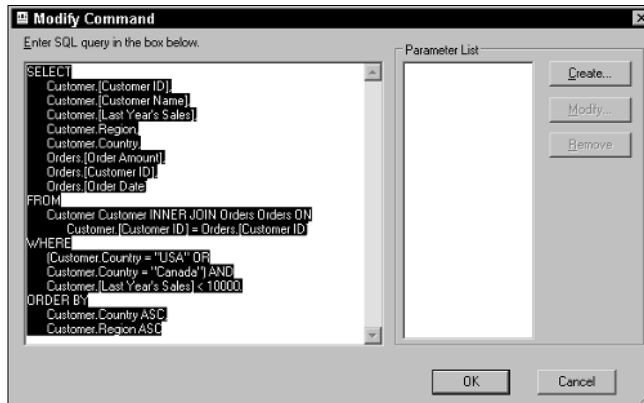 Modify Command
Enter SQL query in the box below.
SELECT
Customer.[Customer ID],
Customer.[Customer Name],
Customer.[Last Year's Sales],
Customer.Region,
Customer.Country,
Orders.[Order Amount],
Orders.[Customer ID],
Orders.[Order Date]
FROM
Customer Customer INNER JOIN Orders Orders ON
Customer.[Customer ID] = Orders.[Customer ID]
WHERE
(Customer.Country = "USA" OR
Customer.Country = "Canada") AND
Customer.[Last Year's Sales] < 10000.
ORDER BY
Customer.Country ASC,
Customer.Region ASC
Parameter List
Create...
Modify...
Remove
OK
Cancel